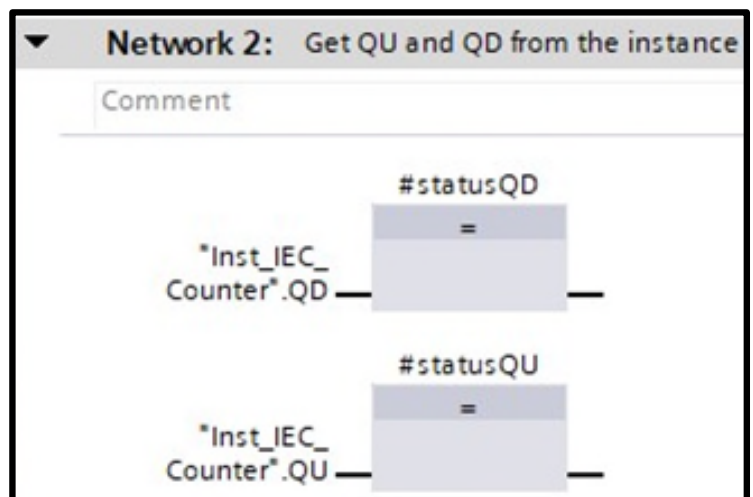 Network 2: Get QU and QD from the instance
Comment
#statusQD
=
"Inst_IEC_
Counter".QD
#statusQU
=
"Inst_IEC_
Counter".QU